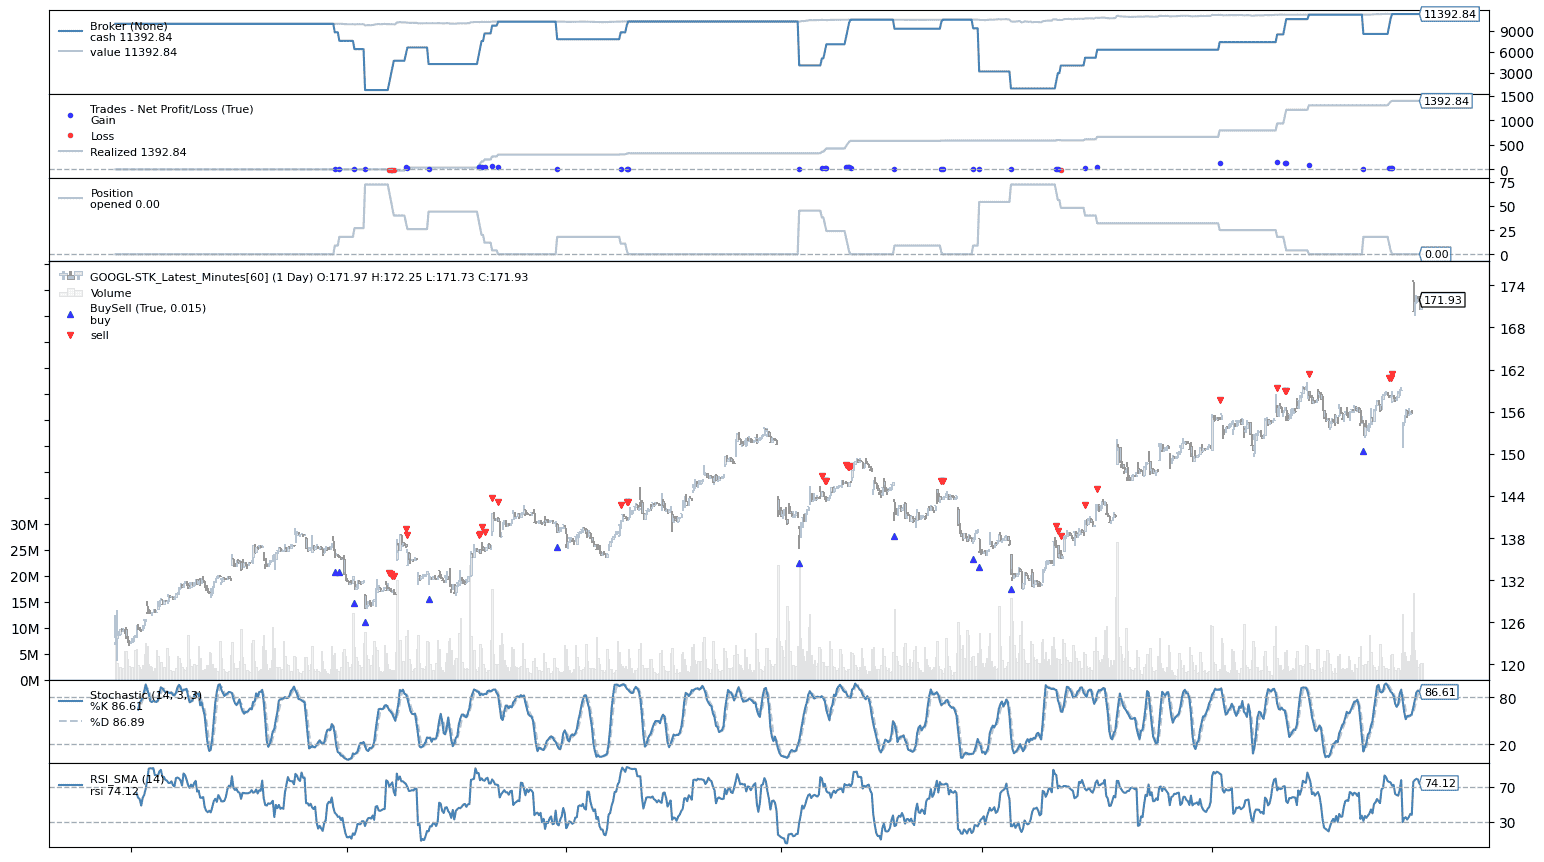 Broker (None)
cash 11392.84
value 11392.84
11392.84
9000
6000
3000
Trades - Net Profit/Loss (True)
Gain
Loss
Realized 1392.84
1500
1392.84
1000
500
0
Position
opened 0.00
75
50
25
0
0.00
GOOGL-STK_Latest_Minutes[60] (1 Day) O:171.97 H:172.25 L:171.73 C:171.93
Volume
BuySell (True, 0.015)
buy
sell
174
171.93
168
162
156
150
144
138
132
126
120
30M
25M
20M
15M
10M
5M
0M
Stochastic (14, 3, 3)
%K 86.61
%D 86.89
86.61
80
20
RSI_SMA (14)
rsi 74.12
74.12
70
30